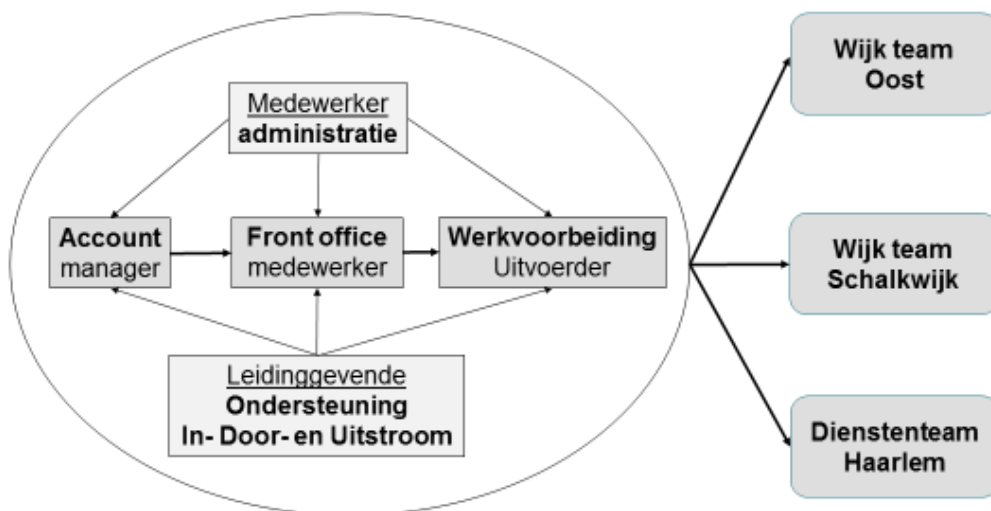 Medewerker
administratie
Account
manager
Front office
medewerker
Werkvoorbeiding
Uitvoerder
Leidinggevende
Ondersteuning
In- Door- en Uitstroom
Wijk team
Oost
Wijk team
Schalkwijk
Dienstenteam
Haarlem